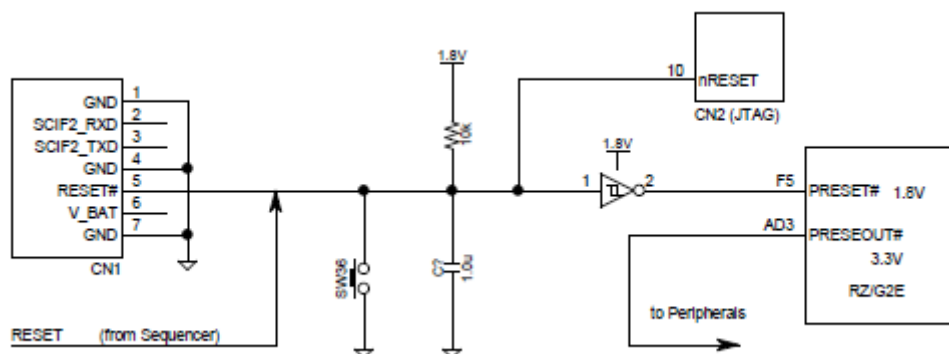 1.8V
10
nRESET
CN2 (JTAG)
GND 1
SCIF2_RXD 2
SCIF2_TXD 3
GND 4
RESET# 5
V_BAT 6
GND 7
CN1
10k
1.8V
1
2
F5
PRESET# 1.8V
AD3
PRESEOUT#
3.3V
RZ/G2E
SW36
C?
1.0u
to Peripherals
RESET (from Sequencer)